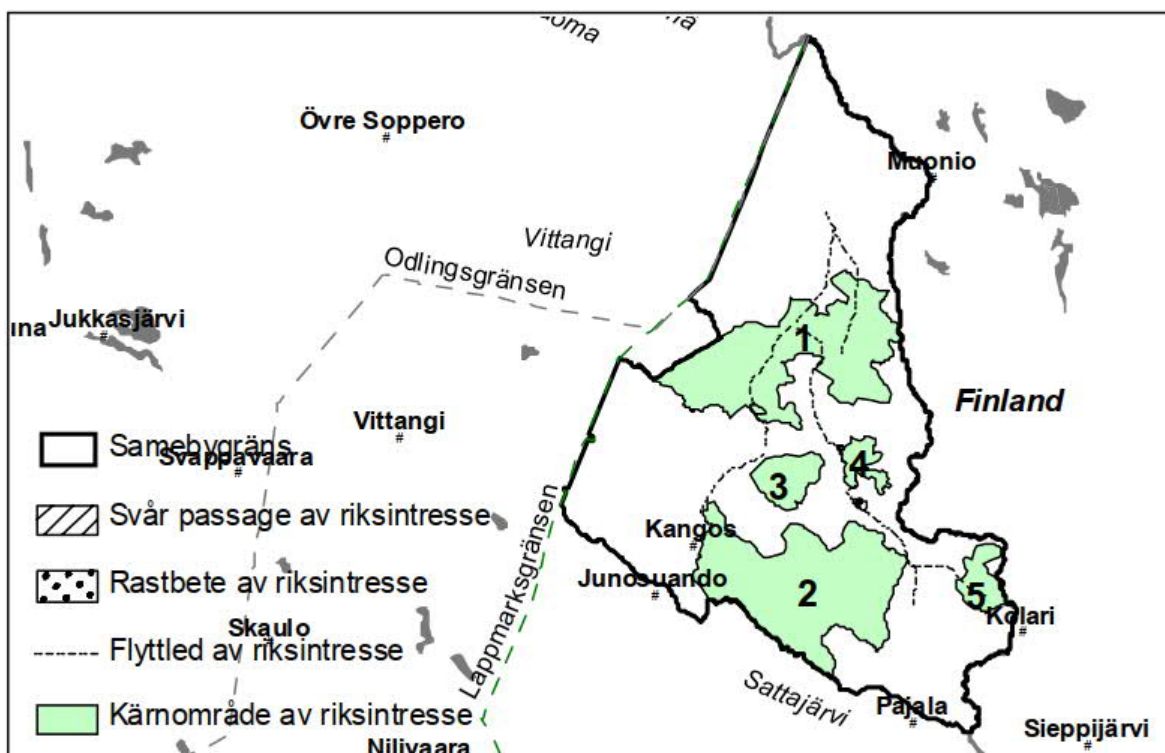 Övre Soppero
#
Muonio
#
Vittangi
Odlingsgränsen
Jukkasjärvi
#
1
Finland
Vittangi
#
Samebygräns
Svappavaara
#
4
3
Svår passage av riksintresse
Kangos
#
Lappmarksgränsen
Junosuando
#
Rastbete av riksintresse
2
5
Kolari
#
Skaulo
Flyttled av riksintresse
Sattajärvi
Pajala
#
Kärnområde av riksintresse
Sieppijärvi
#
Nilivaara